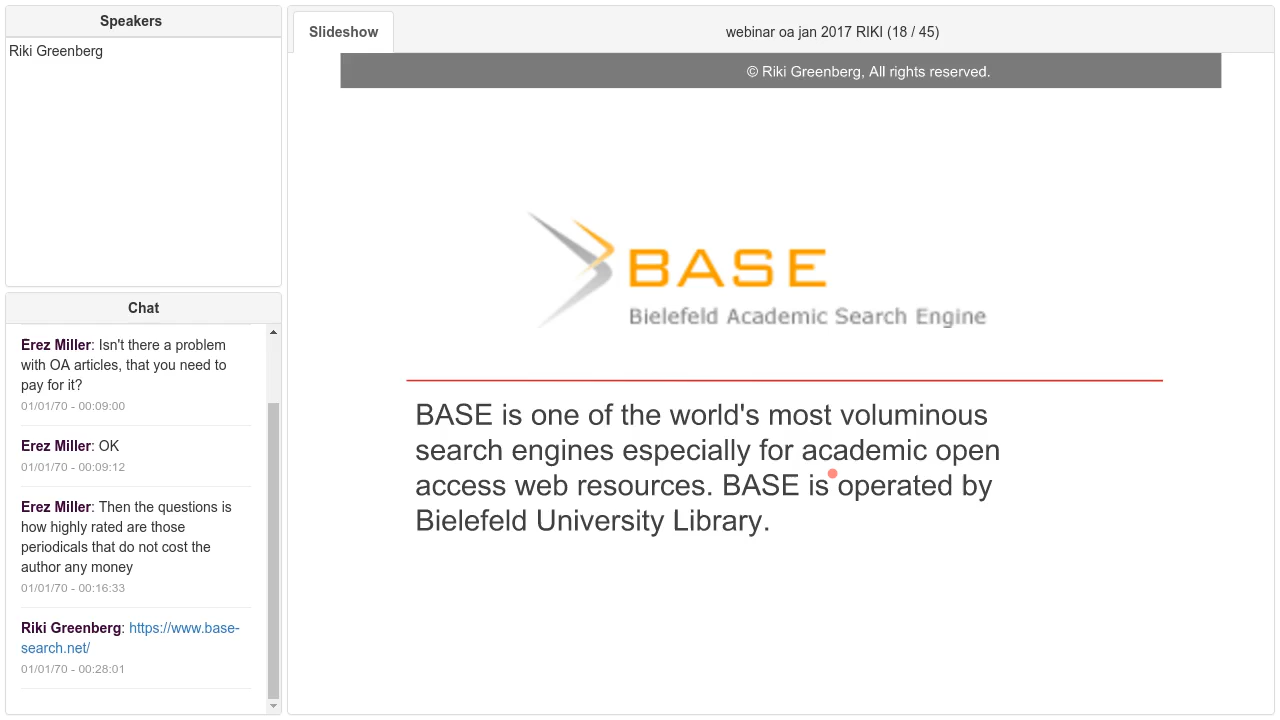 Speakers
Riki Greenberg
Chat
Erez Miller: Isn't there a problem
with OA articles, that you need to
pay for it?
01/01/70 - 00:09:00
Erez Miller: OK
01/01/70 - 00:09:12
Erez Miller: Then the questions is
how highly rated are those
periodicals that do not cost the
author any money
01/01/70 - 00:16:33
Riki Greenberg: https://www.base-
search.net/
01/01/70 - 00:28:01
Slideshow
webinar oa jan 2017 RIKI (18 / 45)
© Riki Greenberg, All rights reserved.
BASE
Bielefeld Academic Search Engine
BASE is one of the world's most voluminous
search engines especially for academic open
access web resources. BASE is operated by
Bielefeld University Library.